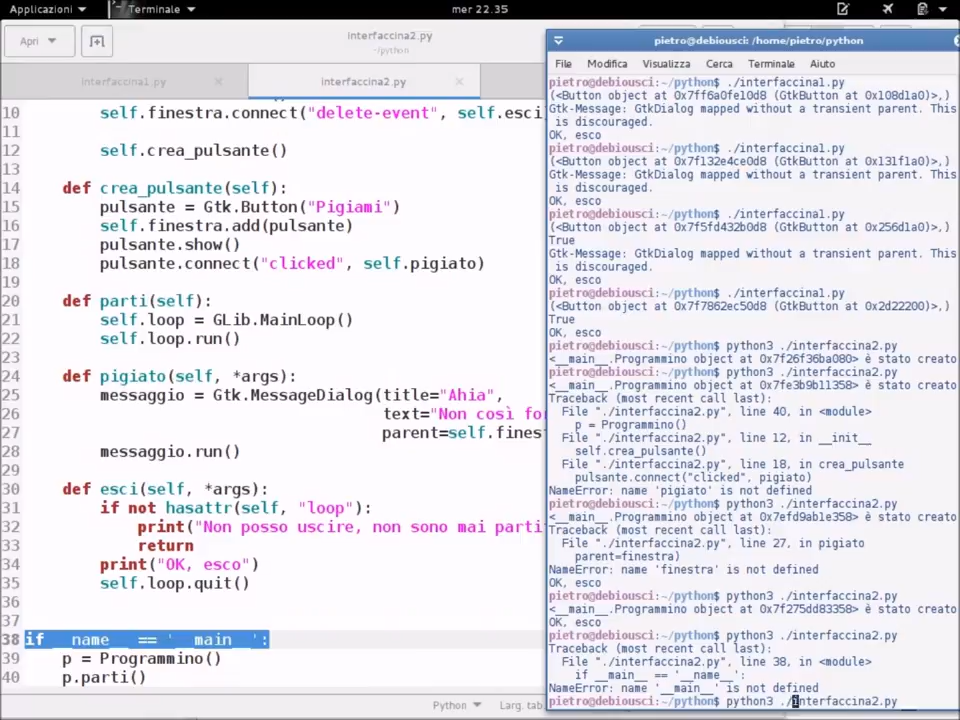 Applicazioni
Terminale
mer 22.35
Apri
interfaccina2.py
~/python
interfaccina1.py
interfaccina2.py
10 self.finestra.connect("delete-event", self.esci
11
12 self.crea_pulsante()
13
14 def crea_pulsante(self):
15 pulsante = Gtk.Button("Pigiami")
16 self.finestra.add(pulsante)
17 pulsante.show()
18 pulsante.connect("clicked", self.pigiato)
19
20 def parti(self):
21 self.loop = GLib.MainLoop()
22 self.loop.run()
23
24 def pigiato(self, *args):
25 messaggio = Gtk.MessageDialog(title="Ahia",
26 text="Non così fo
27 parent=self.fines
28 messaggio.run()
29
30 def esci(self, *args):
31 if not hasattr(self, "loop"):
32 print("Non posso uscire, non sono mai parti
33 return
34 print("OK, esco")
35 self.loop.quit()
36
37
38 if __name__ == '__main__':
39 p = Programmino()
40 p.parti()
Python
Larg. tab.
pietro@debiousci: /home/pietro/python
File Modifica Visualizza Cerca Terminale Aiuto
pietro@debiousci:~/python$ ./interfaccina1.py
(<Button object at 0x7ff6a0fe10d8 (GtkButton at 0x108d1a0)>,)
Gtk-Message: GtkDialog mapped without a transient parent. This
is discouraged.
OK, esco
pietro@debiousci:~/python$ ./interfaccina1.py
(<Button object at 0x7f132e4ce0d8 (GtkButton at 0x131f1a0)>,)
Gtk-Message: GtkDialog mapped without a transient parent. This
is discouraged.
OK, esco
pietro@debiousci:~/python$ ./interfaccina1.py
(<Button object at 0x7f5fd432b0d8 (GtkButton at 0x256d1a0)>,)
True
Gtk-Message: GtkDialog mapped without a transient parent. This
is discouraged.
OK, esco
pietro@debiousci:~/python$ ./interfaccina1.py
(<Button object at 0x7f7862ec50d8 (GtkButton at 0x2d22200)>,)
True
OK, esco
pietro@debiousci:~/python$ python3 ./interfaccina2.py
<__main__.Programmino object at 0x7f26f36ba080> è stato creato
pietro@debiousci:~/python$ python3 ./interfaccina2.py
<__main__.Programmino object at 0x7fe3b9b11358> è stato creato
Traceback (most recent call last):
File "./interfaccina2.py", line 40, in <module>
p = Programmino()
File "./interfaccina2.py", line 12, in __init__
self.crea_pulsante()
File "./interfaccina2.py", line 18, in crea_pulsante
pulsante.connect("clicked", pigiato)
NameError: name 'pigiato' is not defined
pietro@debiousci:~/python$ python3 ./interfaccina2.py
<__main__.Programmino object at 0x7efd9ab1e358> è stato creato
Traceback (most recent call last):
File "./interfaccina2.py", line 27, in pigiato
parent=finestra)
NameError: name 'finestra' is not defined
OK, esco
pietro@debiousci:~/python$ python3 ./interfaccina2.py
<__main__.Programmino object at 0x7f275dd83358> è stato creato
OK, esco
pietro@debiousci:~/python$ python3 ./interfaccina2.py
Traceback (most recent call last):
File "./interfaccina2.py", line 38, in <module>
if __main__ == '__name__':
NameError: name '__main__' is not defined
pietro@debiousci:~/python$ python3 ./interfaccina2.py